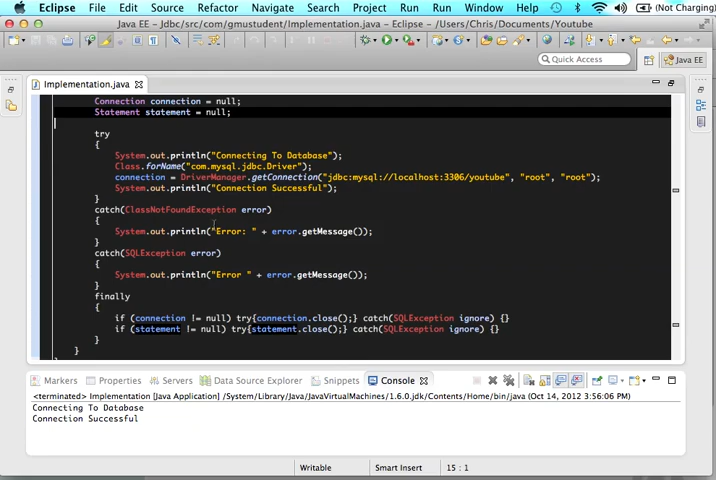 Eclipse File Edit Source Refactor Navigate Search Project Run Run Window Help (Not Charging)
Java EE - Jdbc/src/com/gmustudent/Implementation.java - Eclipse - /Users/Chris/Documents/Youtube
Quick Access Java EE
Implementation.java
Connection connection = null;
Statement statement = null;
try
{
System.out.println("Connecting To Database");
Class.forName("com.mysql.jdbc.Driver");
connection = DriverManager.getConnection("jdbc:mysql://localhost:3306/youtube", "root", "root");
System.out.println("Connection Successful");
}
catch(ClassNotFoundException error)
{
System.out.println("Error: " + error.getMessage());
}
catch(SQLException error)
{
System.out.println("Error " + error.getMessage());
}
finally
{
if (connection != null) try{connection.close();} catch(SQLException ignore) {}
if (statement != null) try{statement.close();} catch(SQLException ignore) {}
}
}
Markers Properties Servers Data Source Explorer Snippets Console
<terminated> Implementation [Java Application] /System/Library/Java/JavaVirtualMachines/1.6.0.jdk/Contents/Home/bin/java (Oct 14, 2012 3:56:06 PM)
Connecting To Database
Connection Successful
Writable Smart Insert 15 : 1